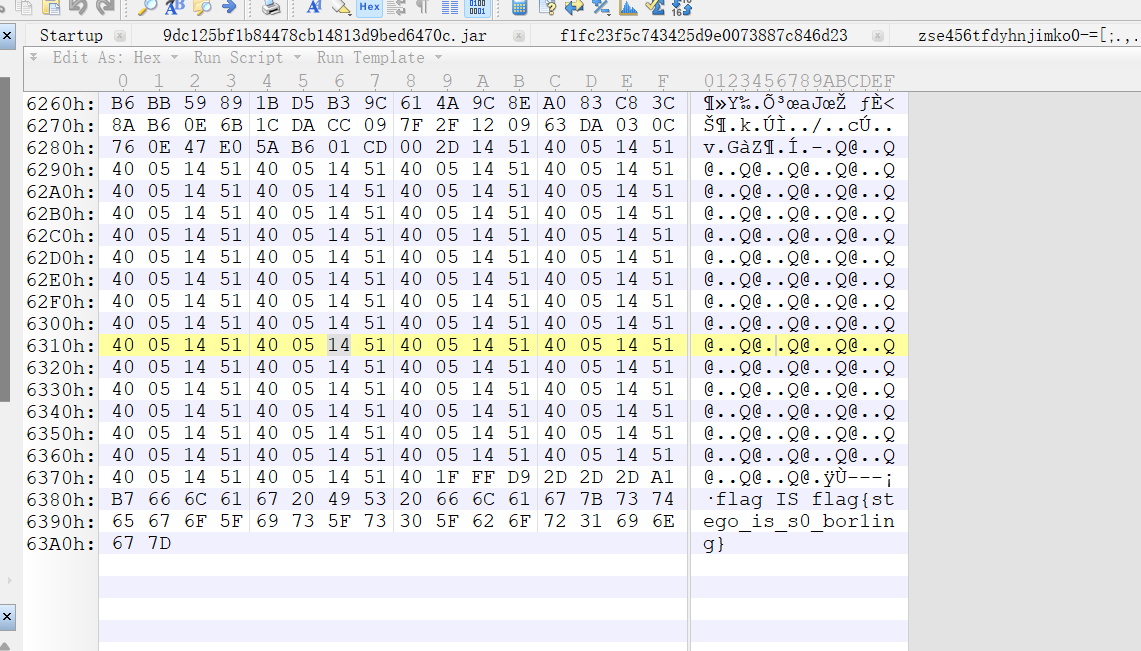 Startup 9dc125bf1b84478cb14813d9bed6470c.jar f1fc23f5c743425d9e0073887c846d23 zse456tfdyhnjimko0-=[;.,.
Edit As: Hex Run Script Run Template
0 1 2 3 4 5 6 7 8 9 A B C D E F 0123456789ABCDEF
6260h: B6 BB 59 89 1B D5 B3 9C 61 4A 9C 8E A0 83 C8 3C ¶»Y‰.Õ³œaJœŽ ƒÈ<
6270h: 8A B6 0E 6B 1C DA CC 09 7F 2F 12 09 63 DA 03 0C Š¶.k.ÚÌ../..cÚ..
6280h: 76 0E 47 E0 5A B6 01 CD 00 2D 14 51 40 05 14 51 v.GàZ¶.Í.-.Q@..Q
6290h: 40 05 14 51 40 05 14 51 40 05 14 51 40 05 14 51 @..Q@..Q@..Q@..Q
62A0h: 40 05 14 51 40 05 14 51 40 05 14 51 40 05 14 51 @..Q@..Q@..Q@..Q
62B0h: 40 05 14 51 40 05 14 51 40 05 14 51 40 05 14 51 @..Q@..Q@..Q@..Q
62C0h: 40 05 14 51 40 05 14 51 40 05 14 51 40 05 14 51 @..Q@..Q@..Q@..Q
62D0h: 40 05 14 51 40 05 14 51 40 05 14 51 40 05 14 51 @..Q@..Q@..Q@..Q
62E0h: 40 05 14 51 40 05 14 51 40 05 14 51 40 05 14 51 @..Q@..Q@..Q@..Q
62F0h: 40 05 14 51 40 05 14 51 40 05 14 51 40 05 14 51 @..Q@..Q@..Q@..Q
6300h: 40 05 14 51 40 05 14 51 40 05 14 51 40 05 14 51 @..Q@..Q@..Q@..Q
6310h: 40 05 14 51 40 05 14 51 40 05 14 51 40 05 14 51 @..Q@..Q@..Q@..Q
6320h: 40 05 14 51 40 05 14 51 40 05 14 51 40 05 14 51 @..Q@..Q@..Q@..Q
6330h: 40 05 14 51 40 05 14 51 40 05 14 51 40 05 14 51 @..Q@..Q@..Q@..Q
6340h: 40 05 14 51 40 05 14 51 40 05 14 51 40 05 14 51 @..Q@..Q@..Q@..Q
6350h: 40 05 14 51 40 05 14 51 40 05 14 51 40 05 14 51 @..Q@..Q@..Q@..Q
6360h: 40 05 14 51 40 05 14 51 40 05 14 51 40 05 14 51 @..Q@..Q@..Q@..Q
6370h: 40 05 14 51 40 05 14 51 40 1F FF D9 2D 2D 2D A1 @..Q@..Q@.ÿÙ---¡
6380h: B7 66 6C 61 67 20 49 53 20 66 6C 61 67 7B 73 74 ·flag IS flag{st
6390h: 65 67 6F 5F 69 73 5F 73 30 5F 62 6F 72 31 69 6E ego_is_s0_bor1in
63A0h: 67 7D g}